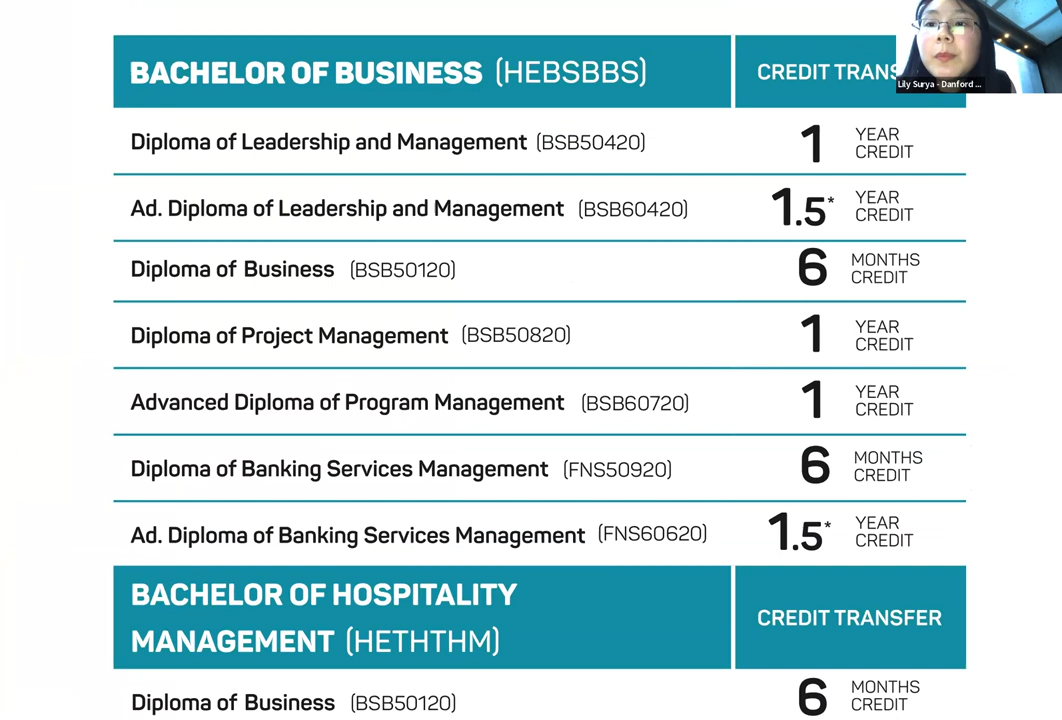 BACHELOR OF BUSINESS (HEBSBBS) CREDIT
Lily Surya - Danford ...
Diploma of Leadership and Management (BSB50420) 1 YEAR CREDIT
Ad. Diploma of Leadership and Management (BSB60420) 1.5* YEAR CREDIT
Diploma of Business (BSB50120) 6 MONTHS CREDIT
Diploma of Project Management (BSB50820) 1 YEAR CREDIT
Advanced Diploma of Program Management (BSB60720) 1 YEAR CREDIT
Diploma of Banking Services Management (FNS50920) 6 MONTHS CREDIT
Ad. Diploma of Banking Services Management (FNS60620) 1.5* YEAR CREDIT
BACHELOR OF HOSPITALITY
MANAGEMENT (HETHTHM)
CREDIT TRANSFER
Diploma of Business (BSB50120) 6 MONTHS CREDIT